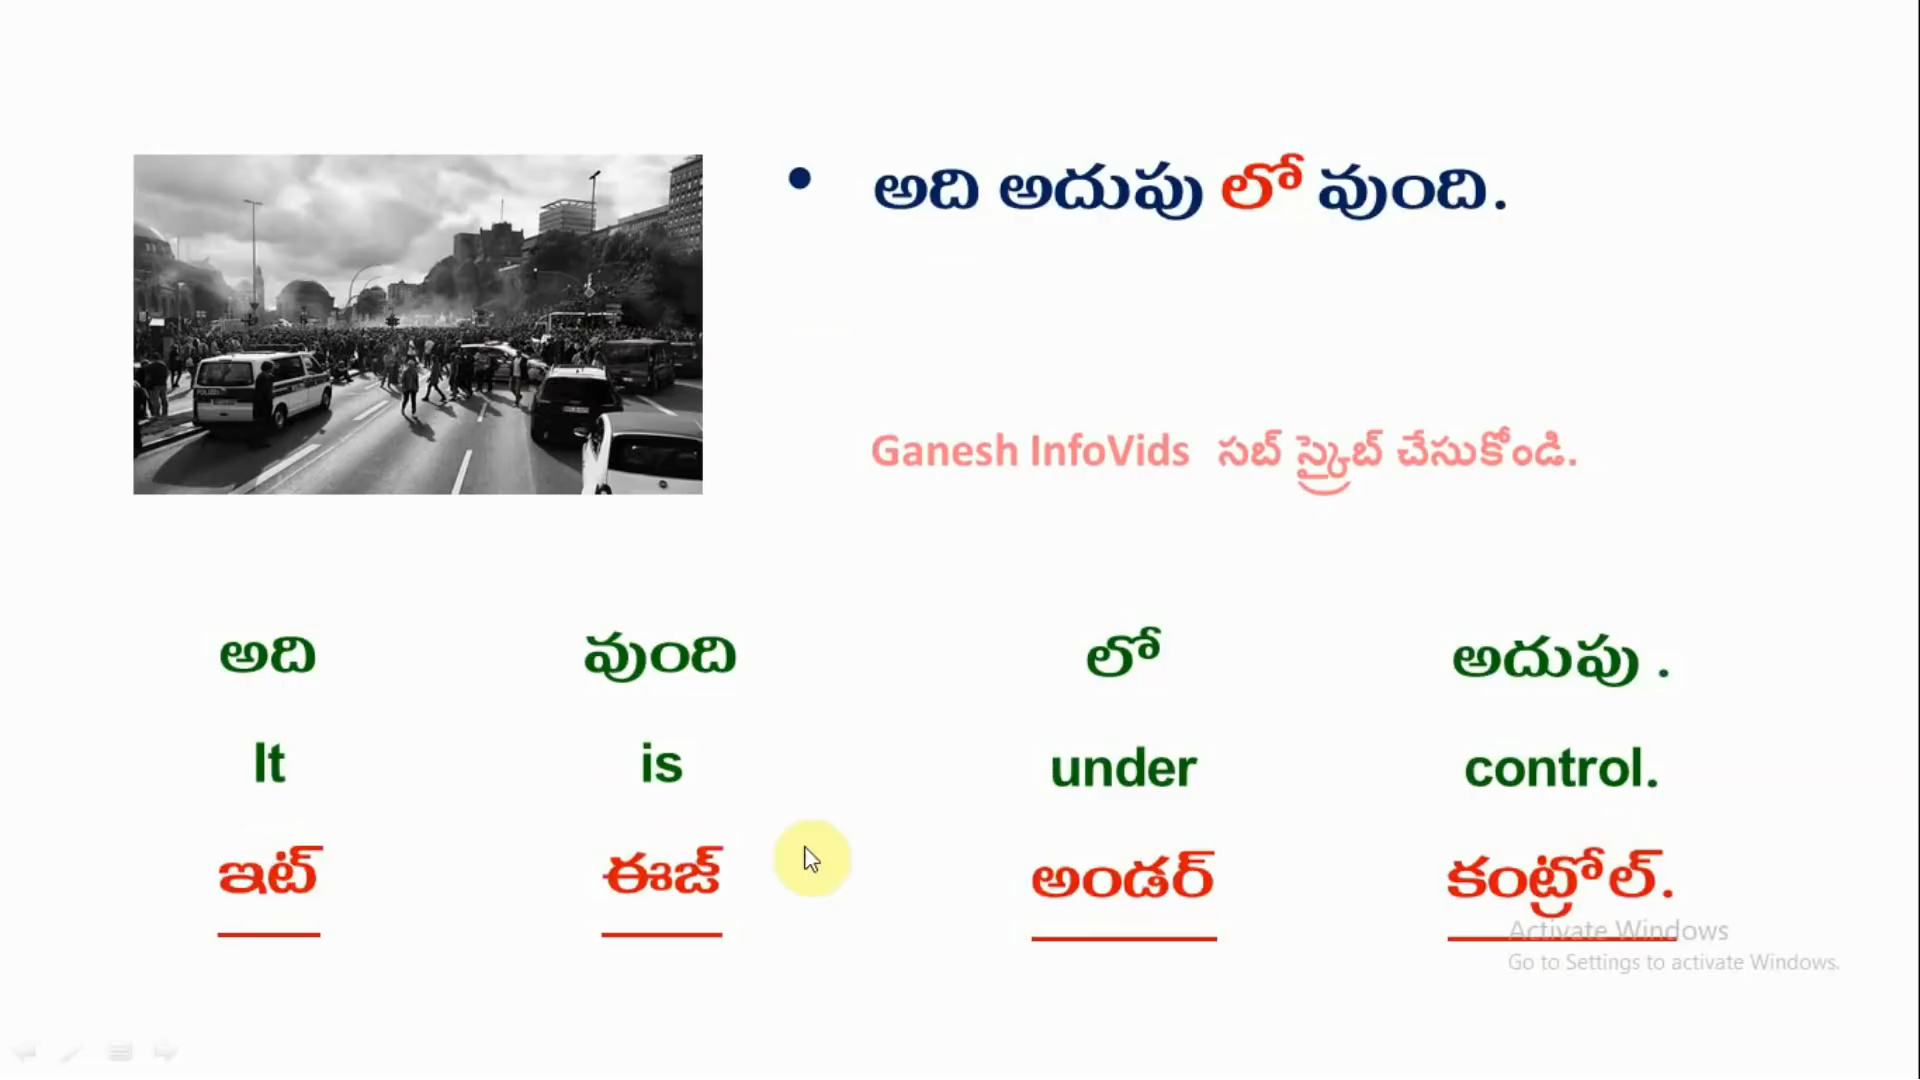 • అది అదుపు లో వుంది.
Ganesh InfoVids సబ్ స్క్రైబ్ చేసుకోండి.
అది వుంది లో అదుపు .
It is under control.
ఇట్ ఈజ్ అండర్ కంట్రోల్.
Activate Windows
Go to Settings to activate Windows.